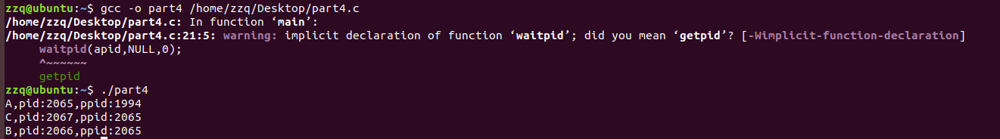 zzq@ubuntu:~$ gcc -o part4 /home/zzq/Desktop/part4.c
/home/zzq/Desktop/part4.c: In function ‘main’:
/home/zzq/Desktop/part4.c:21:5: warning: implicit declaration of function ‘waitpid’; did you mean ‘getpid’? [-Wimplicit-function-declaration]
     waitpid(apid,NULL,0);
     ^~~~~~~
     getpid
zzq@ubuntu:~$ ./part4
A,pid:2065,ppid:1994
C,pid:2067,ppid:2065
B,pid:2066,ppid:2065